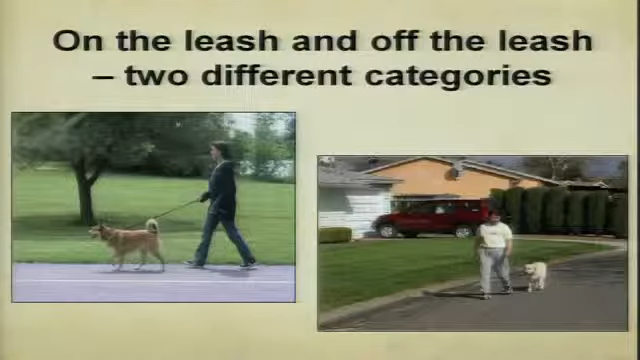 On the leash and off the leash
– two different categories